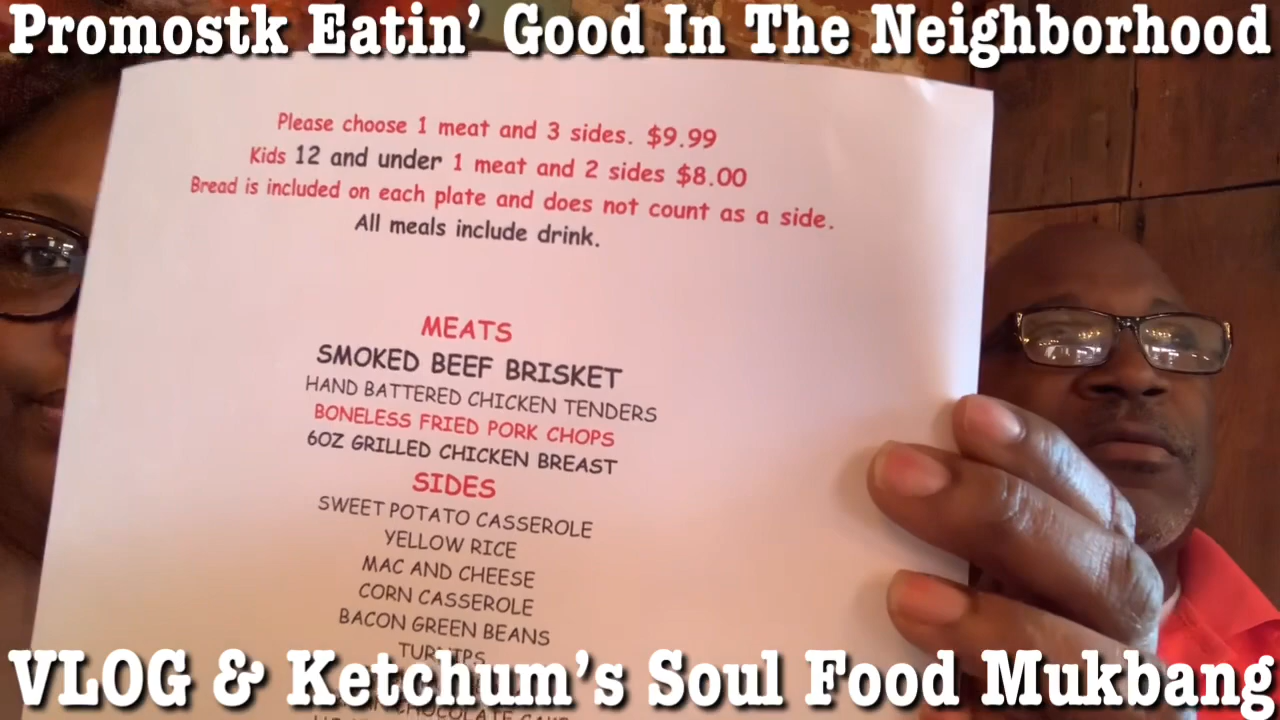 Promostk Eatin' Good In The Neighborhood
Please choose 1 meat and 3 sides. $9.99
Kids 12 and under 1 meat and 2 sides $8.00
Bread is included on each plate and does not count as a side.
All meals include drink.
MEATS
SMOKED BEEF BRISKET
HAND BATTERED CHICKEN TENDERS
BONELESS FRIED PORK CHOPS
6OZ GRILLED CHICKEN BREAST
SIDES
SWEET POTATO CASSEROLE
YELLOW RICE
MAC AND CHEESE
CORN CASSEROLE
BACON GREEN BEANS
TURNIPS
CHOCOLATE CAKE
VLOG & Ketchum's Soul Food Mukbang